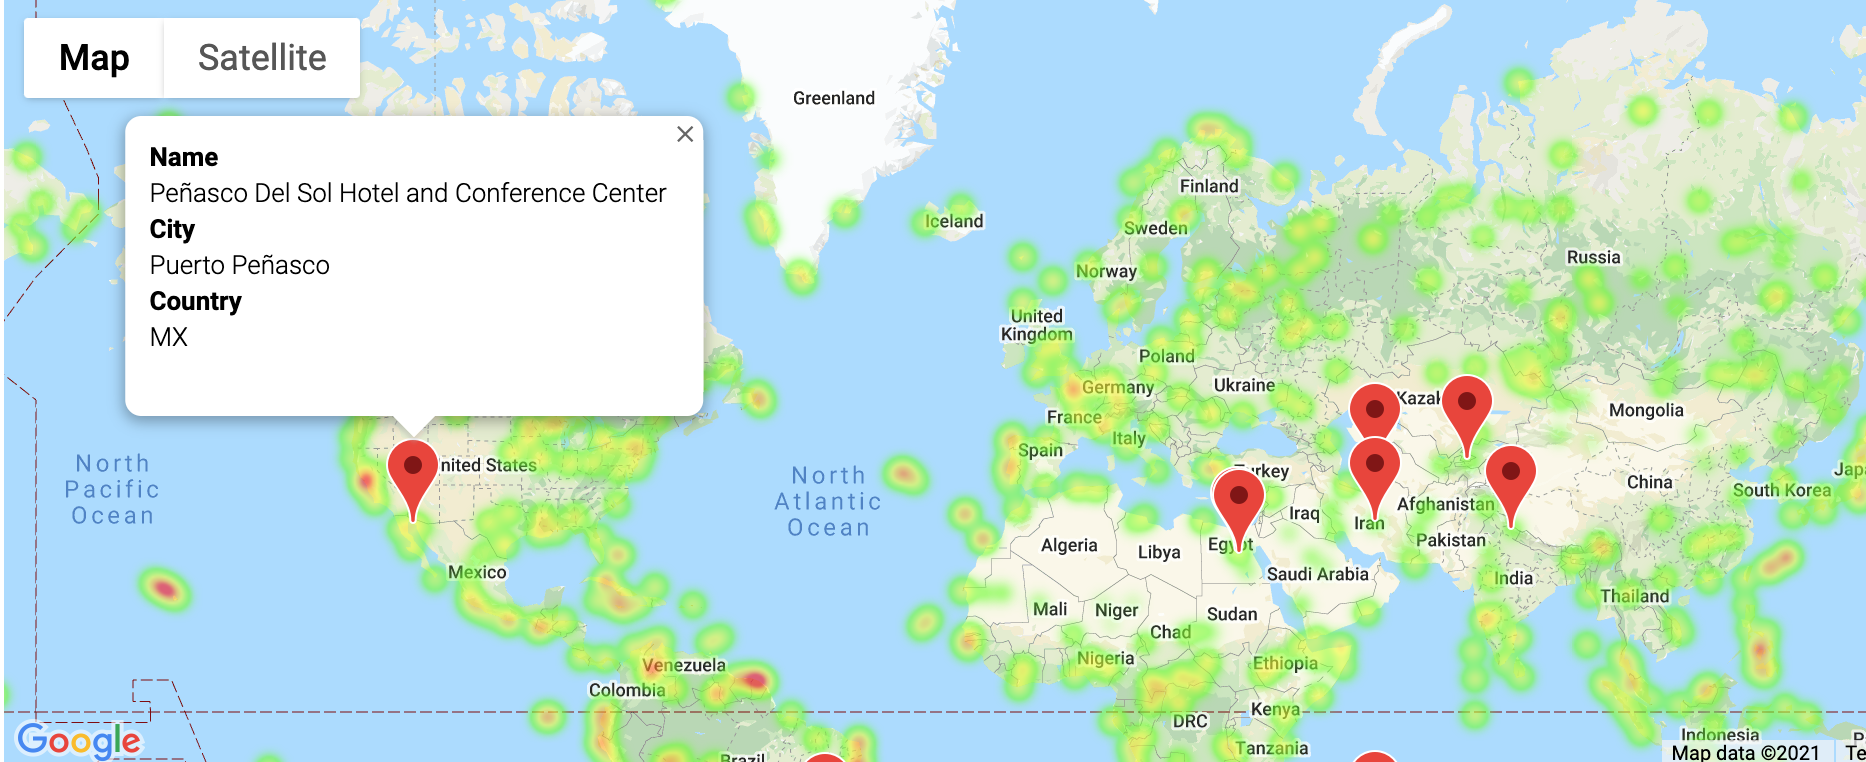 Map
Satellite
Name
Peñasco Del Sol Hotel and Conference Center
City
Puerto Peñasco
Country
MX
Greenland
Iceland
Finland
Sweden
Norway
Russia
United
Kingdom
Poland
Germany
Ukraine
France
Kazak
Mongolia
Italy
Spain
nited States
Turkey
North
Pacific
Ocean
North
Atlantic
Ocean
China
Japa
South Korea
Afghanistan
Iraq
Iran
Pakistan
Algeria
Libya
Egypt
Saudi Arabia
India
Mexico
Thailand
Mali
Niger
Sudan
Chad
Nigeria
Ethiopia
Venezuela
Colombia
Kenya
DRC
Tanzania
Indonesia
Brazil
Google
Map data ©2021
Te